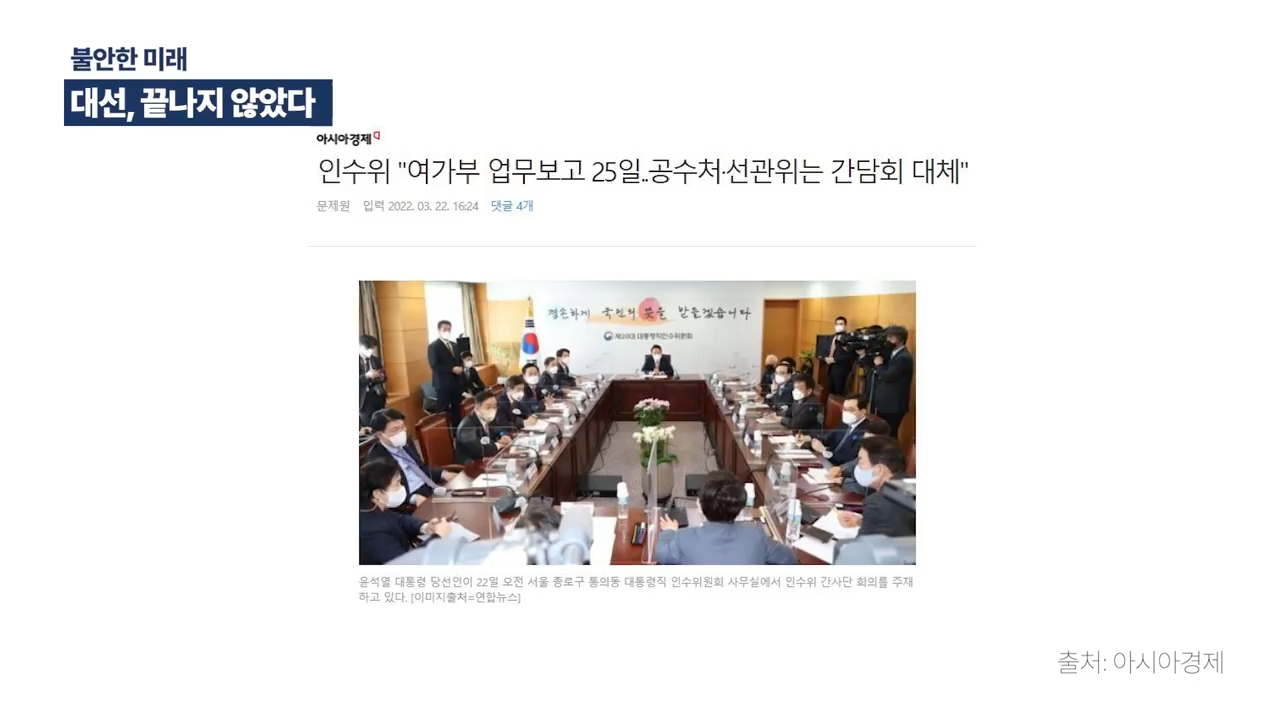 불안한 미래
대선, 끝나지 않았다
아시아경제
인수위 "여가부 업무보고 25일..공수처·선관위는 간담회 대체"
문제원 입력 2022. 03. 22. 16:24 댓글 4개
겸손하게 국민의 뜻을 받들겠습니다
제20대 대통령직인수위원회
윤석열 대통령 당선인이 22일 오전 서울 종로구 통의동 대통령직 인수위원회 사무실에서 인수위 간사단 회의를 주재
하고 있다. [이미지출처=연합뉴스]
출처: 아시아경제